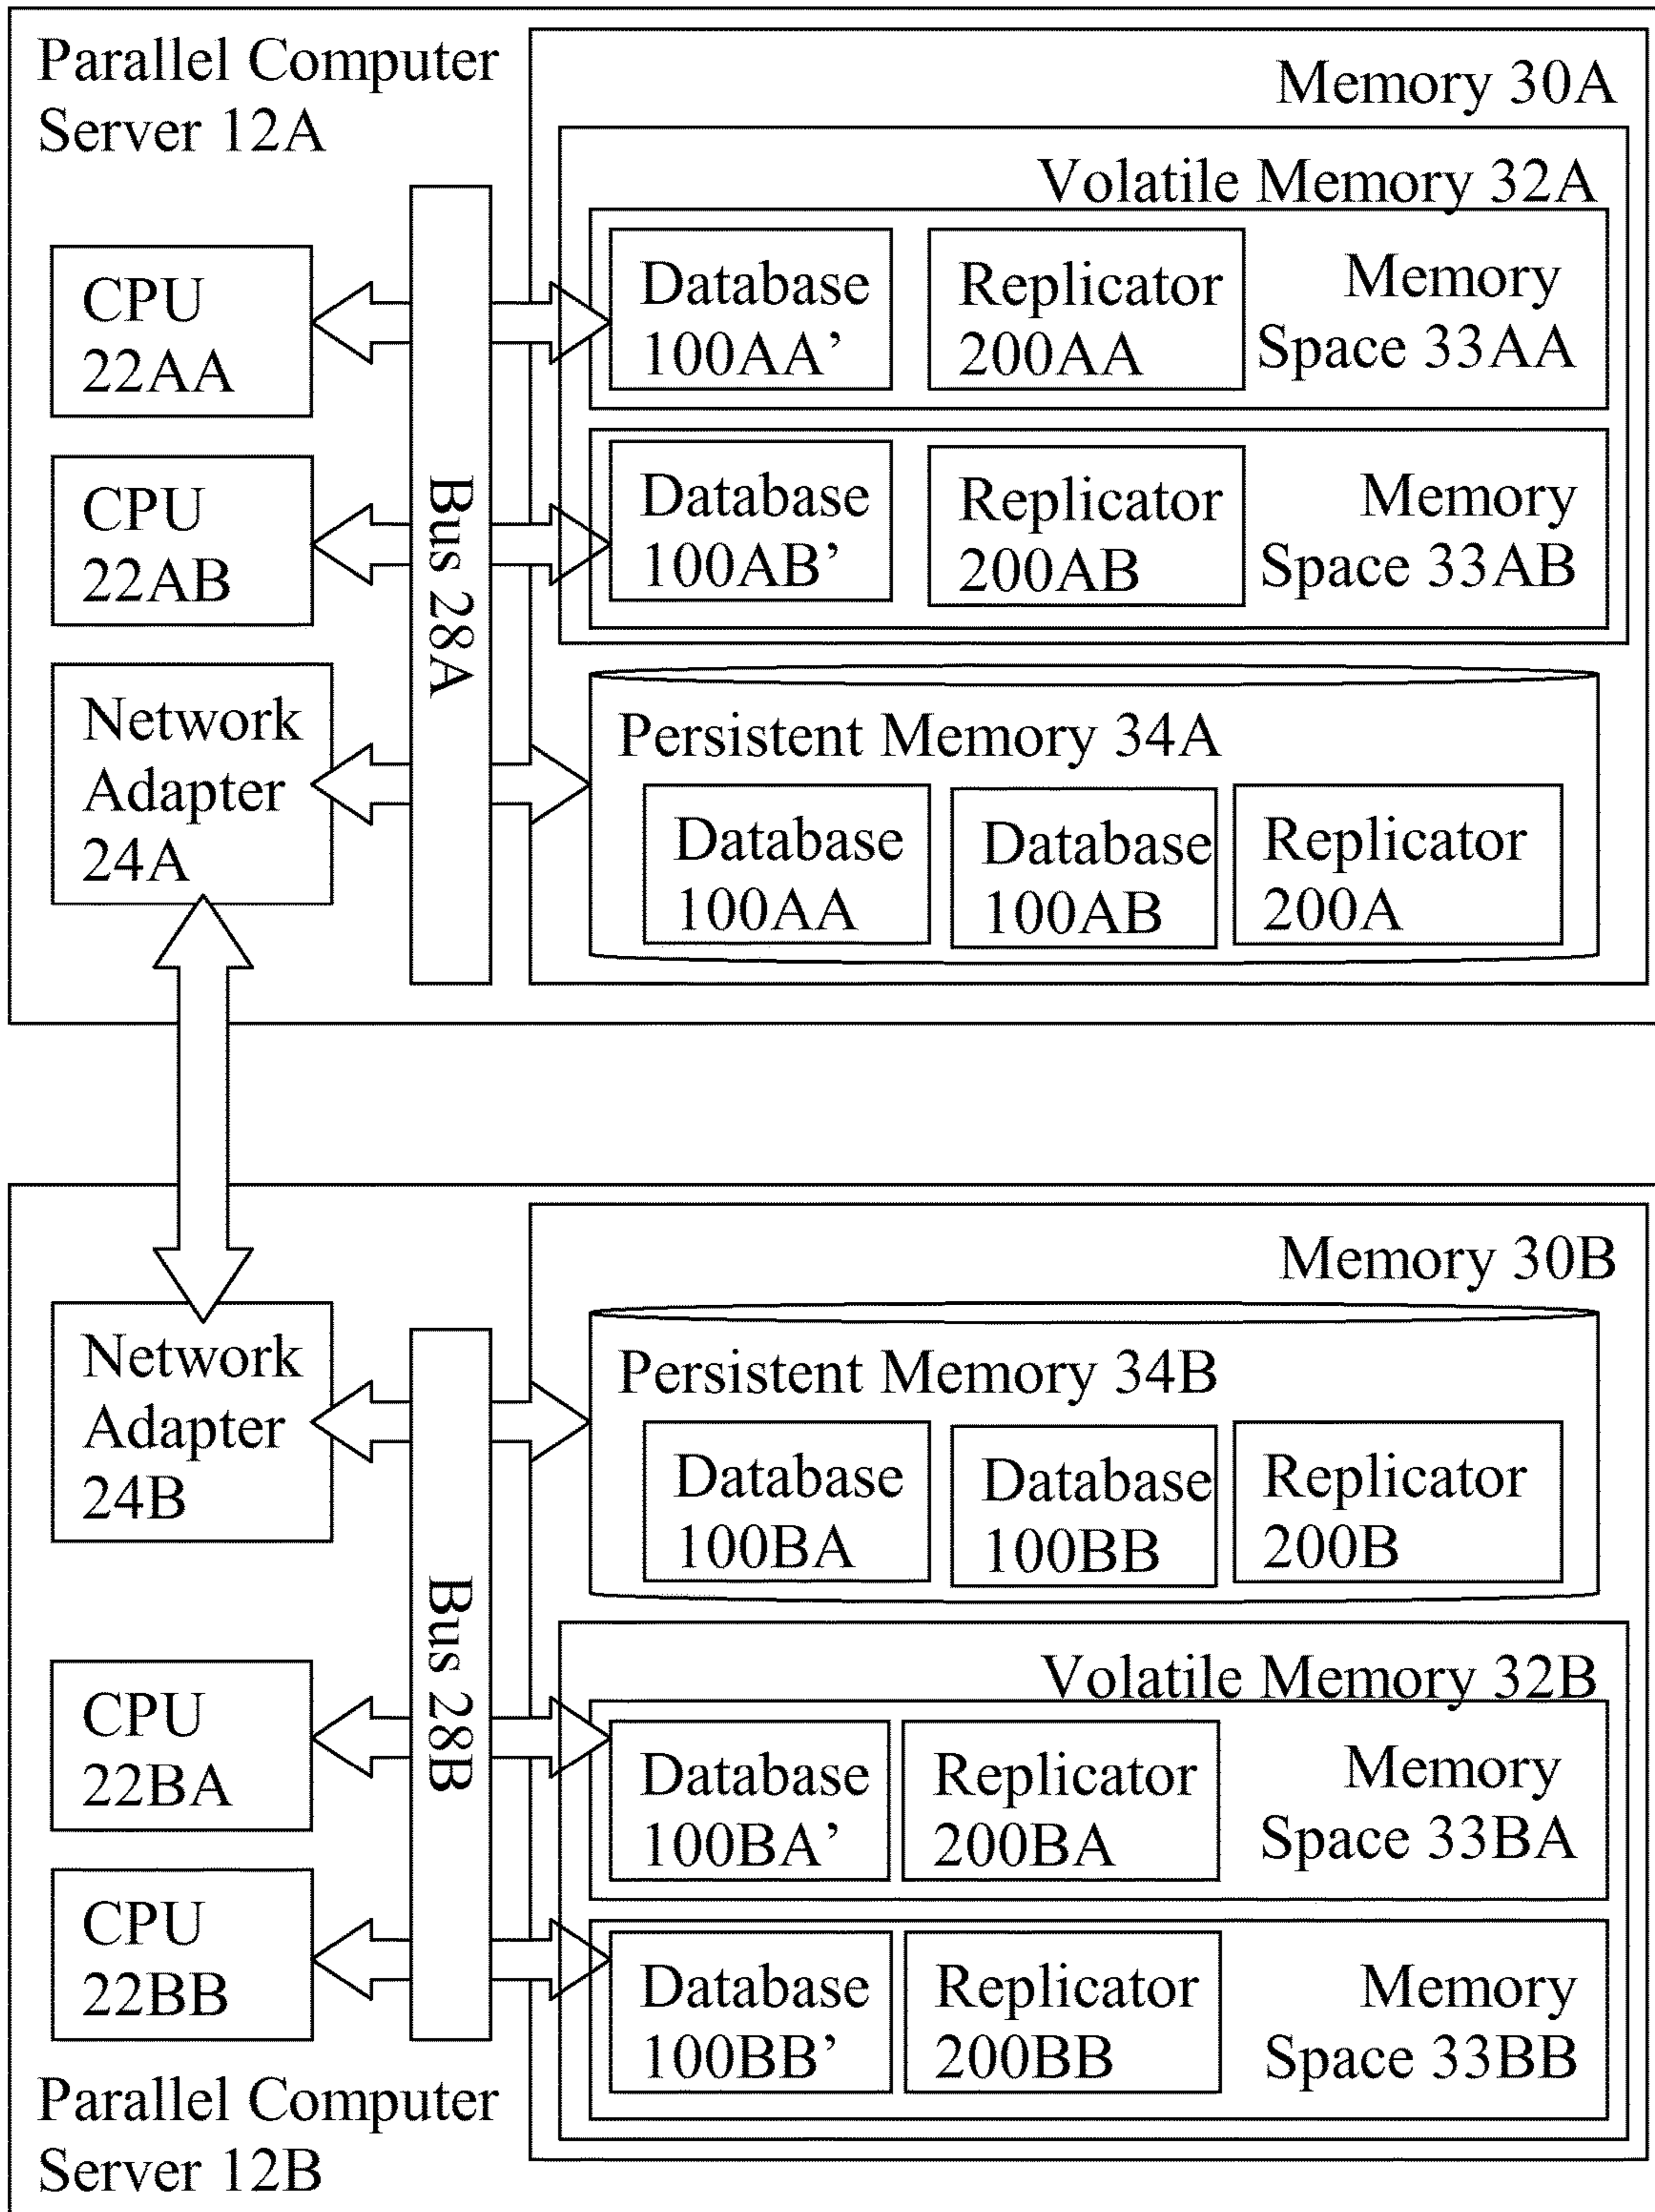 Parallel Computer
Server 12A
Memory 30A
Volatile Memory 32A
CPU
22AA
Database
100AA’
Replicator
200AA
Memory
Space 33AA
CPU
22AB
Bus 28A
Database
100AB’
Replicator
200AB
Memory
Space 33AB
Network
Adapter
24A
Persistent Memory 34A
Database
100AA
Database
100AB
Replicator
200A
Memory 30B
Network
Adapter
24B
Persistent Memory 34B
Database
100BA
Database
100BB
Replicator
200B
Bus 28B
Volatile Memory 32B
CPU
22BA
Database
100BA’
Replicator
200BA
Memory
Space 33BA
CPU
22BB
Database
100BB’
Replicator
200BB
Memory
Space 33BB
Parallel Computer
Server 12B